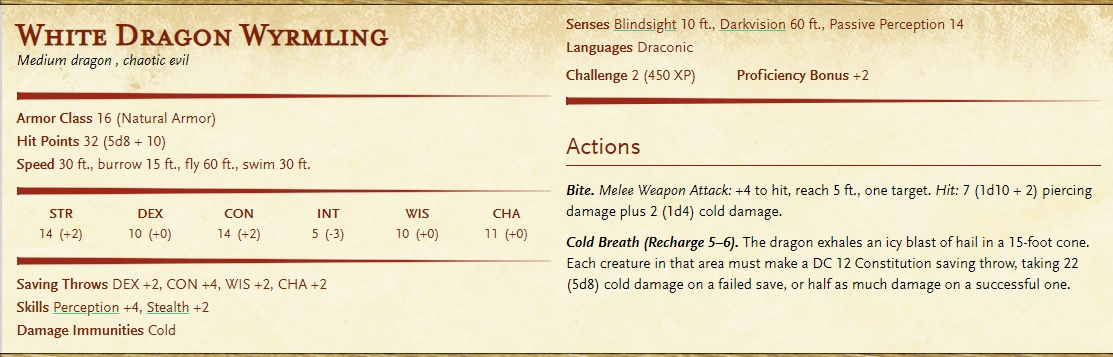 White Dragon Wyrmling
Medium dragon , chaotic evil
Armor Class 16 (Natural Armor)
Hit Points 32 (5d8 + 10)
Speed 30 ft., burrow 15 ft., fly 60 ft., swim 30 ft.
STR DEX CON INT WIS CHA
14 (+2) 10 (+0) 14 (+2) 5 (-3) 10 (+0) 11 (+0)
Saving Throws DEX +2, CON +4, WIS +2, CHA +2
Skills Perception +4, Stealth +2
Damage Immunities Cold
Senses Blindsight 10 ft., Darkvision 60 ft., Passive Perception 14
Languages Draconic
Challenge 2 (450 XP) Proficiency Bonus +2
Actions
Bite. Melee Weapon Attack: +4 to hit, reach 5 ft., one target. Hit: 7 (1d10 + 2) piercing
damage plus 2 (1d4) cold damage.
Cold Breath (Recharge 5–6). The dragon exhales an icy blast of hail in a 15-foot cone.
Each creature in that area must make a DC 12 Constitution saving throw, taking 22
(5d8) cold damage on a failed save, or half as much damage on a successful one.